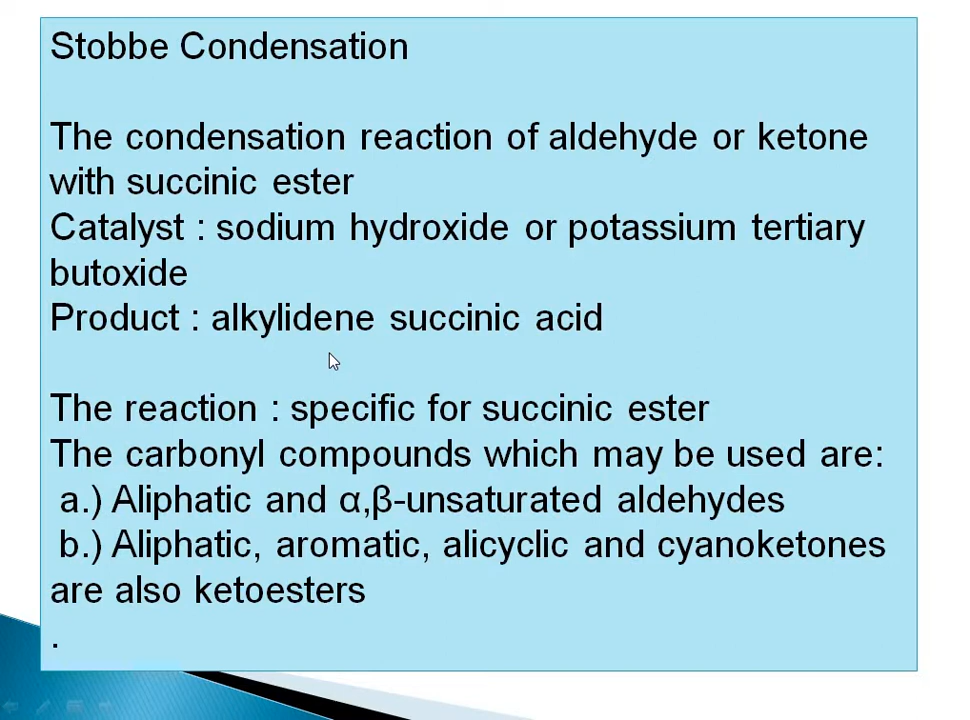 Stobbe Condensation
The condensation reaction of aldehyde or ketone
with succinic ester
Catalyst : sodium hydroxide or potassium tertiary
butoxide
Product : alkylidene succinic acid
The reaction : specific for succinic ester
The carbonyl compounds which may be used are:
a.) Aliphatic and α,β-unsaturated aldehydes
b.) Aliphatic, aromatic, alicyclic and cyanoketones
are also ketoesters
.